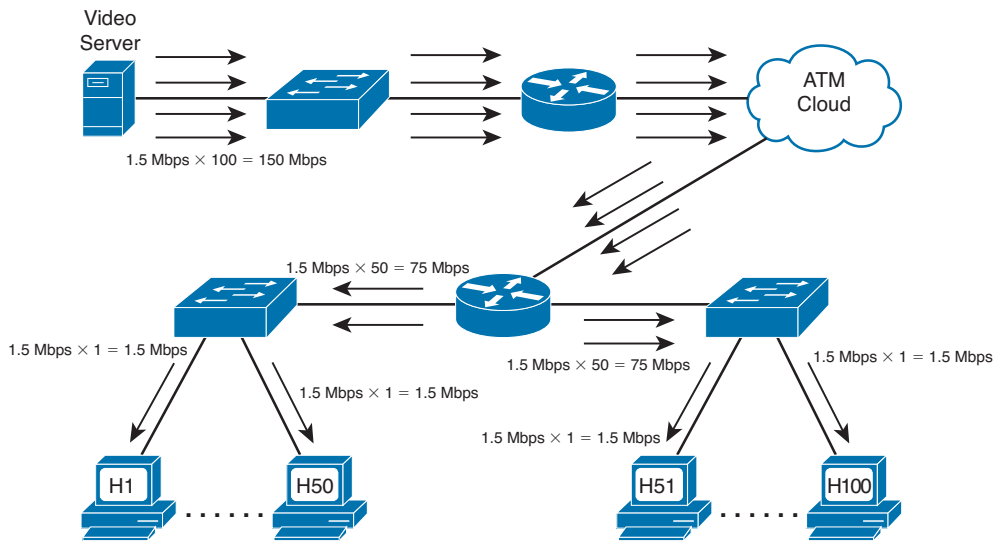 Video
Server
ATM
Cloud
1.5 Mbps × 100 = 150 Mbps
1.5 Mbps × 50 = 75 Mbps
1.5 Mbps × 1 = 1.5 Mbps
1.5 Mbps × 50 = 75 Mbps
1.5 Mbps × 1 = 1.5 Mbps
1.5 Mbps × 1 = 1.5 Mbps
1.5 Mbps × 1 = 1.5 Mbps
H1
H50
H51
H100